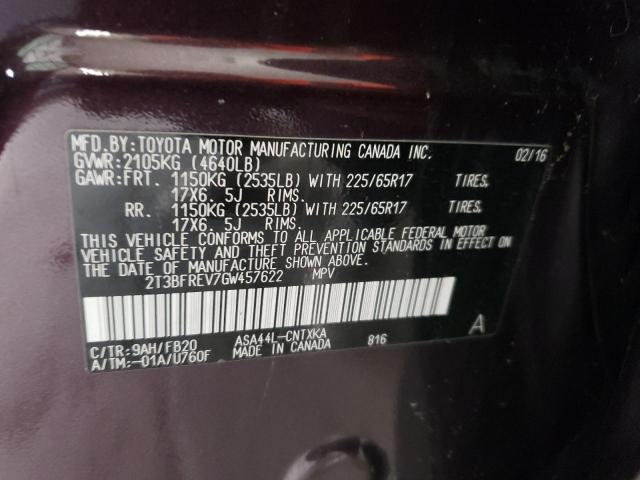 MFD.BY:TOYOTA MOTOR MANUFACTURING CANADA INC. 02/16
GVWR:2105KG (4640LB)
GAWR:FRT. 1150KG (2535LB) WITH 225/65R17 TIRES.
17X6. 5J RIMS.
RR. 1150KG (2535LB) WITH 225/65R17 TIRES.
17X6. 5J RIMS.
THIS VEHICLE CONFORMS TO ALL APPLICABLE FEDERAL MOTOR
VEHICLE SAFETY AND THEFT PREVENTION STANDARDS IN EFFECT ON
THE DATE OF MANUFACTURE SHOWN ABOVE.
2T3BFREV7GW457622 MPV
C/TR:9AH/FB20 ASA44L-CNTXKA 816 A
A/TM:-01A/U760F MADE IN CANADA